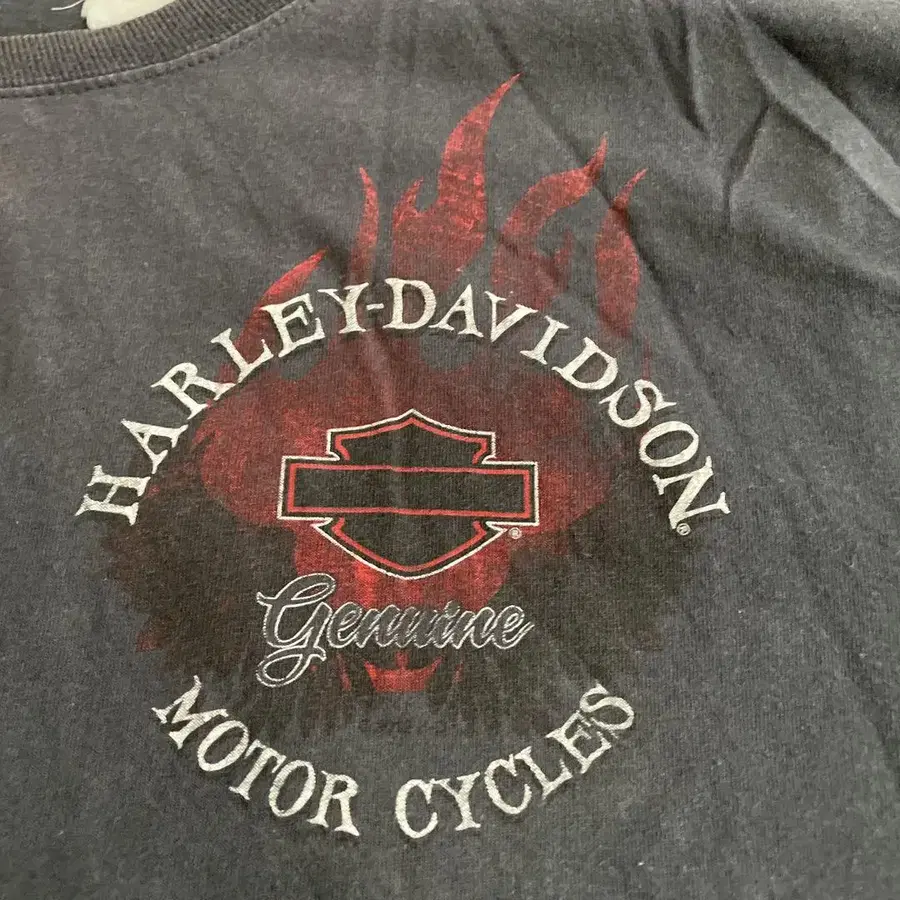 HARLEY-DAVIDSON
®
®
Genuine
MOTOR CYCLES